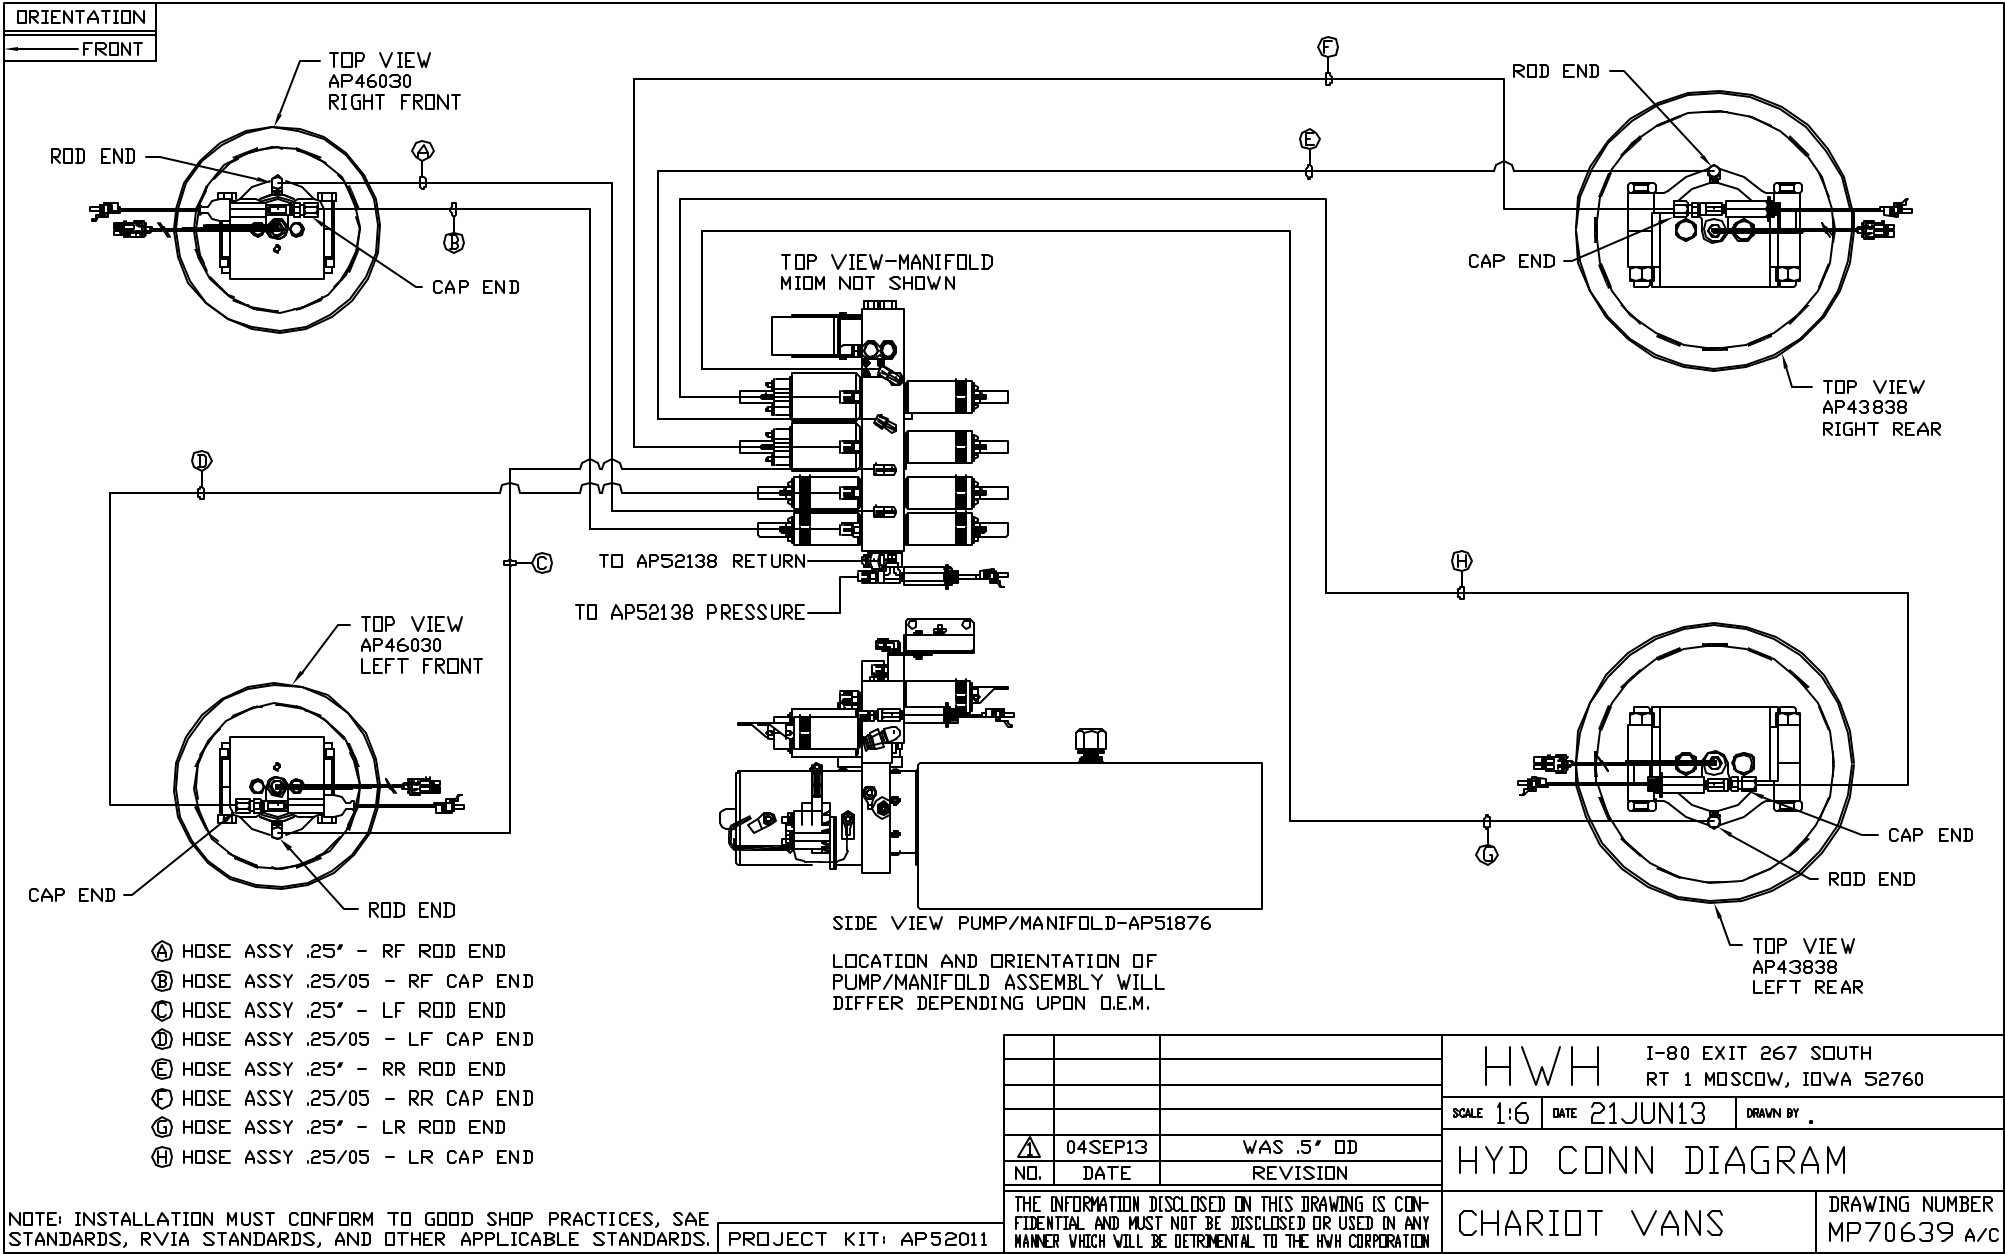 ORIENTATION
FRONT
TOP VIEW
AP46030
RIGHT FRONT
ROD END
A
B
CAP END
F
E
ROD END
CAP END
TOP VIEW
AP43838
RIGHT REAR
TOP VIEW-MANIFOLD
MIOM NOT SHOWN
D
C
TO AP52138 RETURN
TO AP52138 PRESSURE
H
TOP VIEW
AP46030
LEFT FRONT
CAP END
ROD END
G
CAP END
ROD END
TOP VIEW
AP43838
LEFT REAR
SIDE VIEW PUMP/MANIFOLD-AP51876
LOCATION AND ORIENTATION OF
PUMP/MANIFOLD ASSEMBLY WILL
DIFFER DEPENDING UPON O.E.M.
A HOSE ASSY .25" - RF ROD END
B HOSE ASSY .25/05 - RF CAP END
C HOSE ASSY .25" - LF ROD END
D HOSE ASSY .25/05 - LF CAP END
E HOSE ASSY .25" - RR ROD END
F HOSE ASSY .25/05 - RR CAP END
G HOSE ASSY .25" - LR ROD END
H HOSE ASSY .25/05 - LR CAP END
NOTE: INSTALLATION MUST CONFORM TO GOOD SHOP PRACTICES, SAE
STANDARDS, RVIA STANDARDS, AND OTHER APPLICABLE STANDARDS.
PROJECT KIT: AP52011
1 04SEP13 WAS .5" OD
NO. DATE REVISION
THE INFORMATION DISCLOSED ON THIS DRAWING IS CON-
FIDENTIAL AND MUST NOT BE DISCLOSED OR USED IN ANY
MANNER WHICH WILL BE DETRIMENTAL TO THE HWH CORPORATION
HWH
I-80 EXIT 267 SOUTH
RT 1 MOSCOW, IOWA 52760
SCALE 1:6 DATE 21JUN13 DRAWN BY .
HYD CONN DIAGRAM
CHARIOT VANS
DRAWING NUMBER
MP70639 A/C